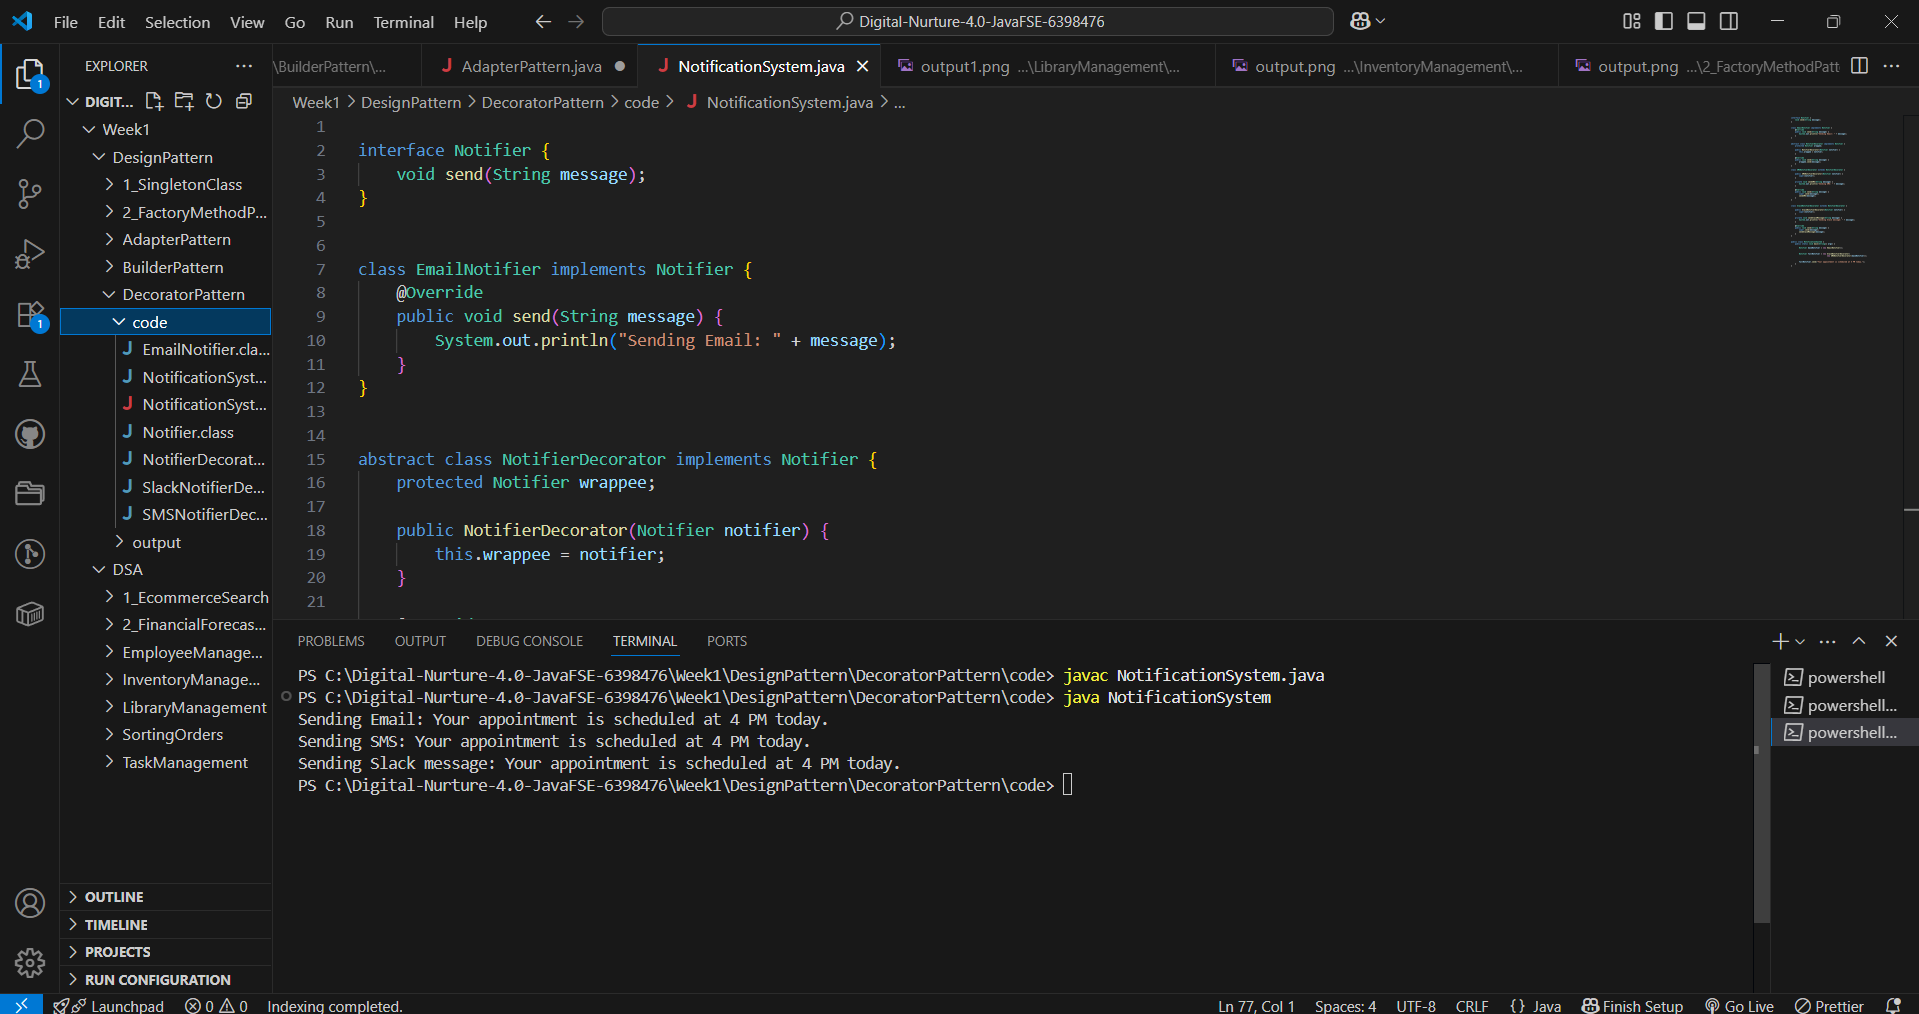 File Edit Selection View Go Run Terminal Help
Digital-Nurture-4.0-JavaFSE-6398476
EXPLORER
\BuilderPattern\...
J AdapterPattern.java
J NotificationSystem.java
output1.png ...\LibraryManagement\...
output.png ...\InventoryManagement\...
output.png ...\2_FactoryMethodPatt
1
DIGIT...
Week1 > DesignPattern > DecoratorPattern > code > J NotificationSystem.java > ...
Week1
DesignPattern
1_SingletonClass
2_FactoryMethodP...
AdapterPattern
BuilderPattern
DecoratorPattern
code
J EmailNotifier.cla...
J NotificationSyst...
J NotificationSyst...
J Notifier.class
J NotifierDecorat...
J SlackNotifierDe...
J SMSNotifierDec...
output
DSA
1_EcommerceSearch
2_FinancialForecas...
EmployeeManage...
InventoryManage...
LibraryManagement
SortingOrders
TaskManagement
1
OUTLINE
TIMELINE
PROJECTS
RUN CONFIGURATION
1
2 interface Notifier {
3 void send(String message);
4 }
5
6
7 class EmailNotifier implements Notifier {
8 @Override
9 public void send(String message) {
10 System.out.println("Sending Email: " + message);
11 }
12 }
13
14
15 abstract class NotifierDecorator implements Notifier {
16 protected Notifier wrappee;
17
18 public NotifierDecorator(Notifier notifier) {
19 this.wrappee = notifier;
20 }
21
PROBLEMS OUTPUT DEBUG CONSOLE TERMINAL PORTS
PS C:\Digital-Nurture-4.0-JavaFSE-6398476\Week1\DesignPattern\DecoratorPattern\code> javac NotificationSystem.java
PS C:\Digital-Nurture-4.0-JavaFSE-6398476\Week1\DesignPattern\DecoratorPattern\code> java NotificationSystem
Sending Email: Your appointment is scheduled at 4 PM today.
Sending SMS: Your appointment is scheduled at 4 PM today.
Sending Slack message: Your appointment is scheduled at 4 PM today.
PS C:\Digital-Nurture-4.0-JavaFSE-6398476\Week1\DesignPattern\DecoratorPattern\code>
powershell
powershell...
powershell...
Launchpad 0 0 Indexing completed.
Ln 77, Col 1 Spaces: 4 UTF-8 CRLF {} Java Finish Setup Go Live Prettier